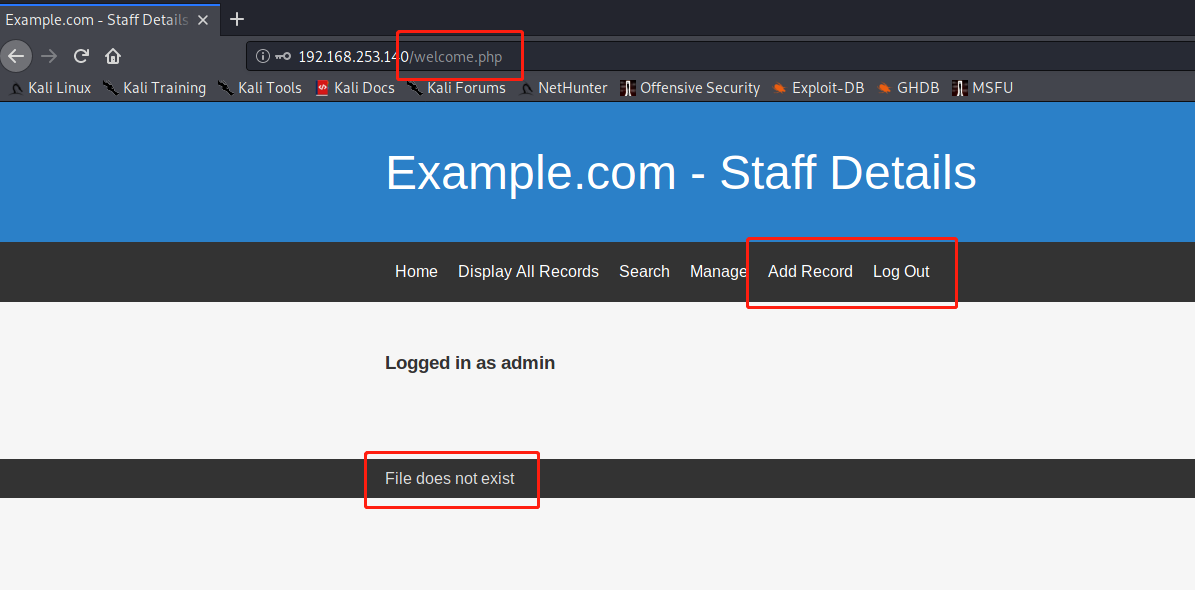 Example.com - Staff Details
192.168.253.140/welcome.php
Kali Linux Kali Training Kali Tools Kali Docs Kali Forums NetHunter Offensive Security Exploit-DB GHDB MSFU
Example.com - Staff Details
Home Display All Records Search Manage Add Record Log Out
Logged in as admin
File does not exist